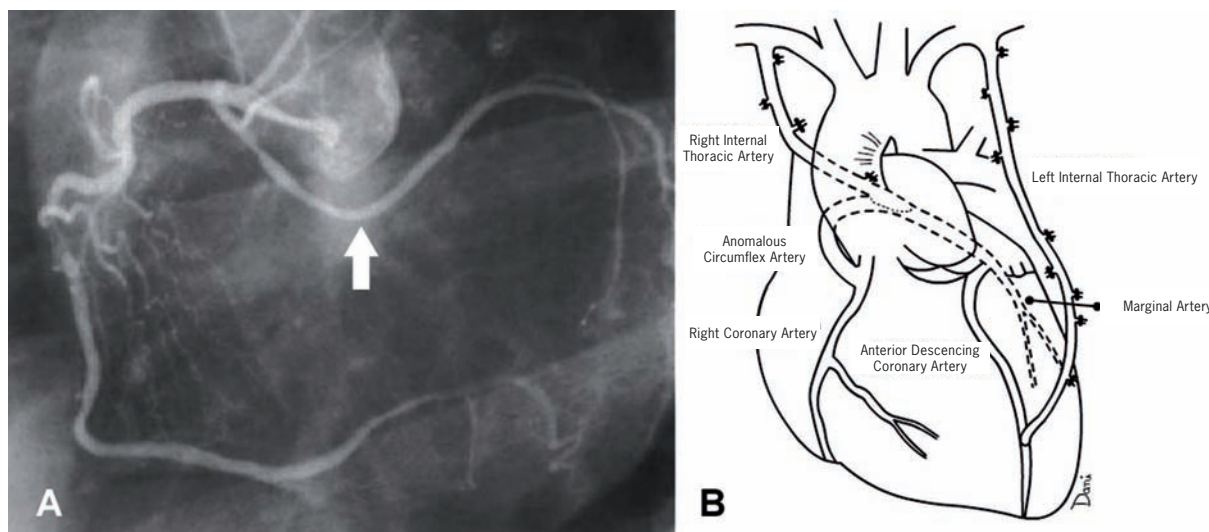 Right Internal
Thoracic Artery
Left Internal Thoracic Artery
Anomalous
Circumflex Artery
Marginal Artery
Right Coronary Artery
Anterior Descencing
Coronary Artery
Dani
A
B